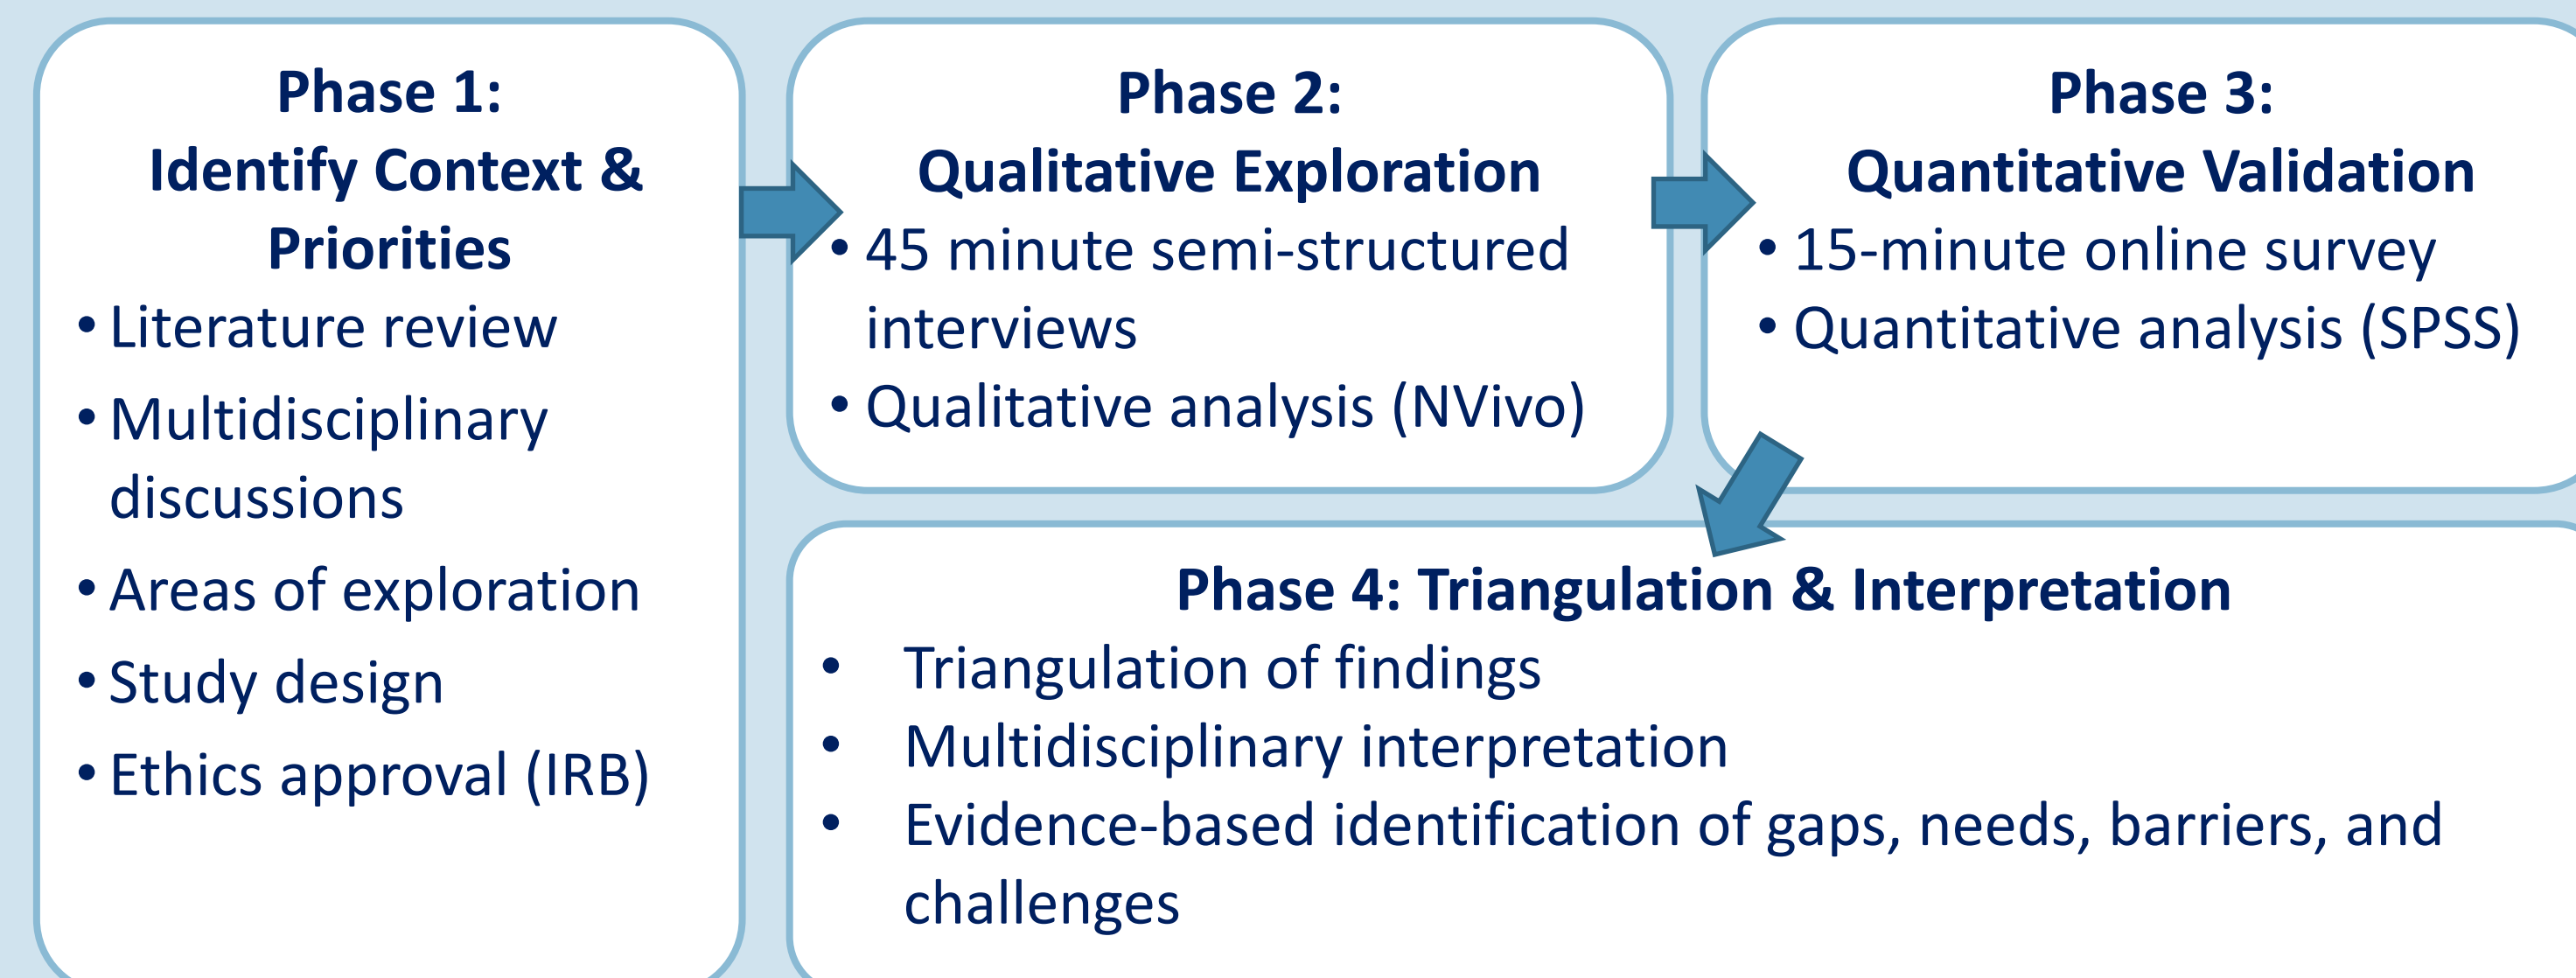 Phase 1:
Identify Context &
Priorities
• Literature review
• Multidisciplinary
discussions
• Areas of exploration
• Study design
• Ethics approval (IRB)
Phase 2:
Qualitative Exploration
• 45 minute semi-structured
interviews
• Qualitative analysis (NVivo)
Phase 3:
Quantitative Validation
• 15-minute online survey
• Quantitative analysis (SPSS)
Phase 4: Triangulation & Interpretation
• Triangulation of findings
• Multidisciplinary interpretation
• Evidence-based identification of gaps, needs, barriers, and
challenges